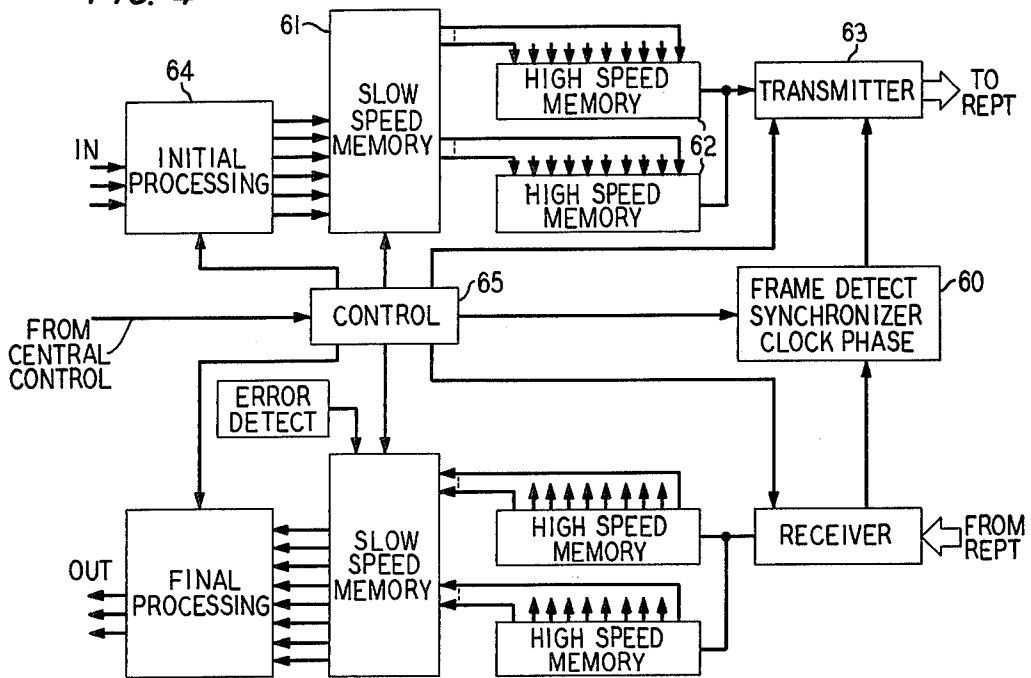 FIG. 4
61
64
IN
INITIAL
PROCESSING
SLOW
SPEED
MEMORY
HIGH SPEED
MEMORY
62
62
HIGH SPEED
MEMORY
63
TRANSMITTER
TO
REPT
65
CONTROL
FROM
CENTRAL
CONTROL
60
FRAME DETECT
SYNCHRONIZER
CLOCK PHASE
ERROR
DETECT
OUT
FINAL
PROCESSING
SLOW
SPEED
MEMORY
HIGH SPEED
MEMORY
HIGH SPEED
MEMORY
RECEIVER
FROM
REPT